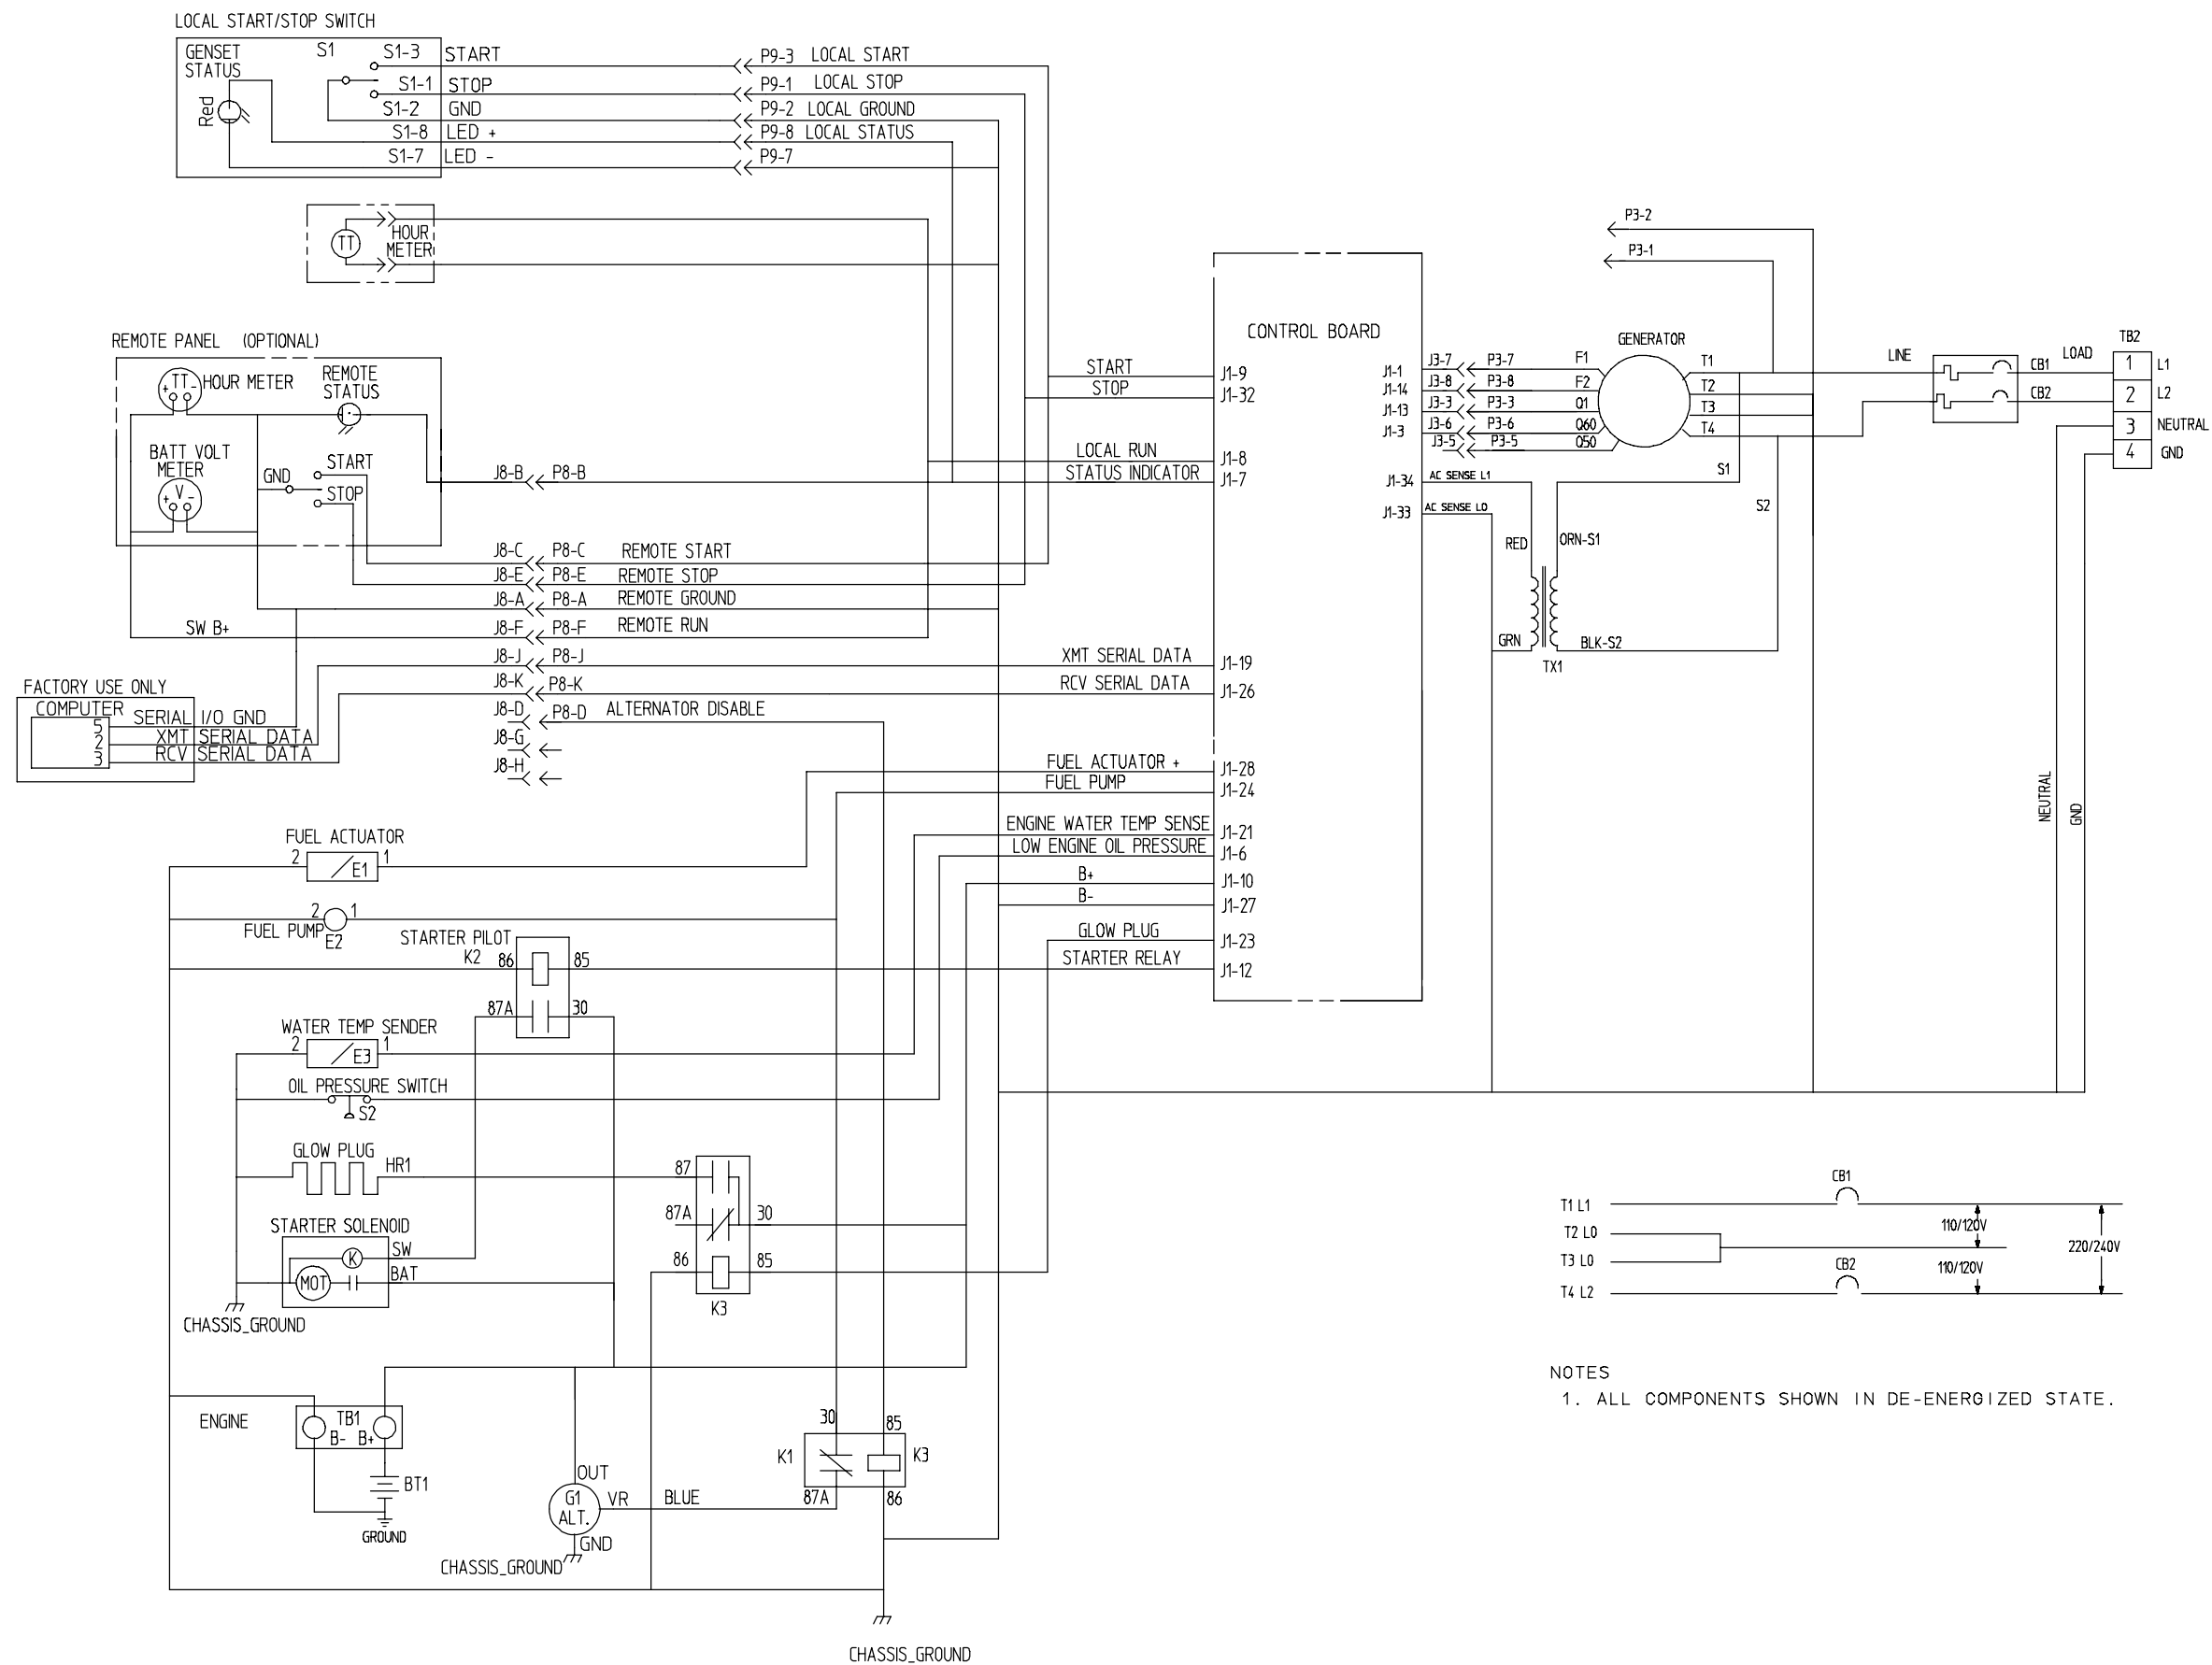 LOCAL START/STOP SWITCH
GENSET
STATUS
Red
S1
S1-3
START
S1-1
STOP
S1-2
GND
S1-8
LED +
S1-7
LED -
P9-3
LOCAL START
P9-1
LOCAL STOP
P9-2
LOCAL GROUND
P9-8
LOCAL STATUS
P9-7
TT
HOUR
METER
REMOTE PANEL (OPTIONAL)
+ TT -
HOUR METER
REMOTE
STATUS
BATT VOLT
METER
+ V -
GND
START
STOP
J8-B
P8-B
J8-C
P8-C
REMOTE START
J8-E
P8-E
REMOTE STOP
J8-A
P8-A
REMOTE GROUND
SW B+
J8-F
P8-F
REMOTE RUN
J8-J
P8-J
J8-K
P8-K
J8-D
P8-D
ALTERNATOR DISABLE
J8-G
J8-H
FACTORY USE ONLY
COMPUTER
5
SERIAL I/O GND
2
XMT SERIAL DATA
3
RCV SERIAL DATA
CONTROL BOARD
START
J1-9
STOP
J1-32
LOCAL RUN
J1-8
STATUS INDICATOR
J1-7
XMT SERIAL DATA
J1-19
RCV SERIAL DATA
J1-26
FUEL ACTUATOR +
J1-28
FUEL PUMP
J1-24
ENGINE WATER TEMP SENSE
J1-21
LOW ENGINE OIL PRESSURE
J1-6
B+
J1-10
B-
J1-27
GLOW PLUG
J1-23
STARTER RELAY
J1-12
J1-1
J3-7
P3-7
F1
J1-14
J3-8
P3-8
F2
J1-13
J3-3
P3-3
Q1
J1-3
J3-6
P3-6
Q60
J3-5
P3-5
Q50
J1-34
AC SENSE L1
J1-33
AC SENSE L0
P3-2
P3-1
GENERATOR
T1
T2
T3
T4
S1
S2
RED
ORN-S1
GRN
BLK-S2
TX1
LINE
CB1
CB2
LOAD
TB2
1
L1
2
L2
3
NEUTRAL
4
GND
NEUTRAL
GND
FUEL ACTUATOR
2
E1
1
2
1
FUEL PUMP
E2
STARTER PILOT
K2
86
85
87A
30
WATER TEMP SENDER
2
E3
1
OIL PRESSURE SWITCH
S2
GLOW PLUG
HR1
STARTER SOLENOID
K
SW
MOT
BAT
CHASSIS_GROUND
87
87A
30
86
85
K3
ENGINE
TB1
B- B+
BT1
GROUND
OUT
G1
ALT.
VR
BLUE
GND
CHASSIS_GROUND
30
85
K1
K3
87A
86
CHASSIS_GROUND
CB1
T1 L1
T2 L0
110/120V
T3 L0
220/240V
CB2
110/120V
T4 L2
NOTES
1. ALL COMPONENTS SHOWN IN DE-ENERGIZED STATE.